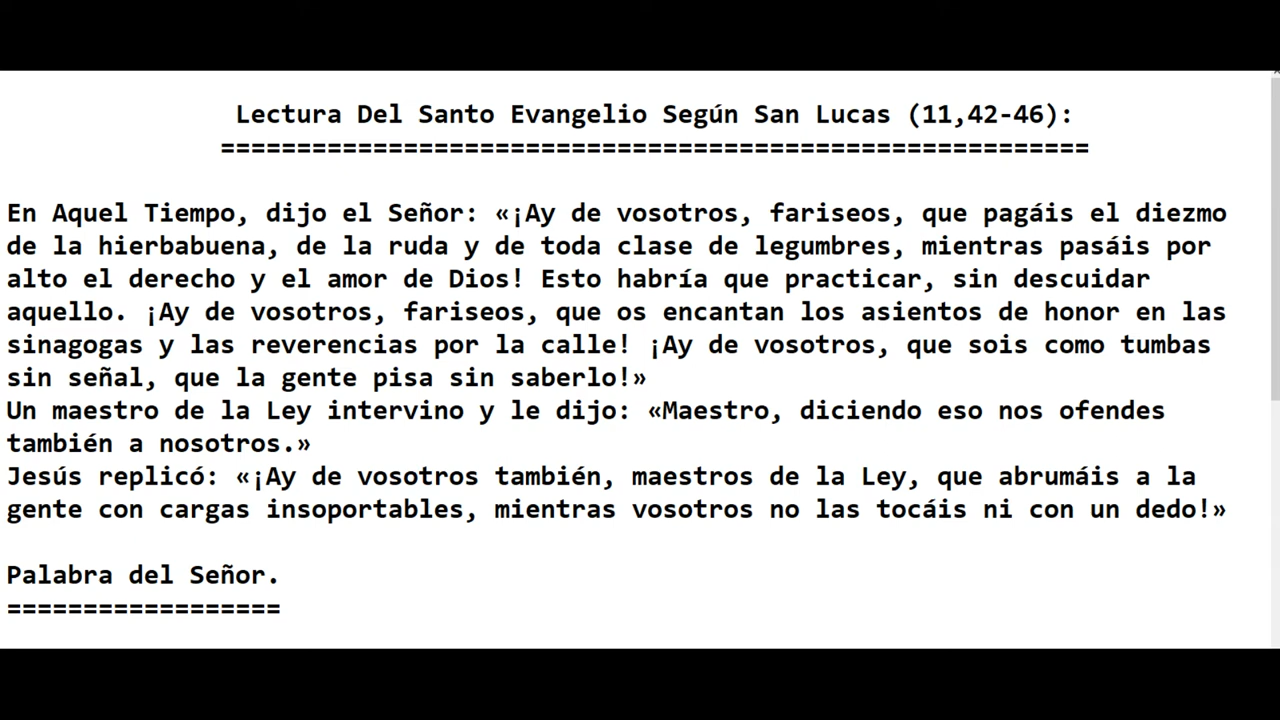 Lectura Del Santo Evangelio Según San Lucas (11,42-46):
=========================================================
En Aquel Tiempo, dijo el Señor: «¡Ay de vosotros, fariseos, que pagáis el diezmo
de la hierbabuena, de la ruda y de toda clase de legumbres, mientras pasáis por
alto el derecho y el amor de Dios! Esto habría que practicar, sin descuidar
aquello. ¡Ay de vosotros, fariseos, que os encantan los asientos de honor en las
sinagogas y las reverencias por la calle! ¡Ay de vosotros, que sois como tumbas
sin señal, que la gente pisa sin saberlo!»
Un maestro de la Ley intervino y le dijo: «Maestro, diciendo eso nos ofendes
también a nosotros.»
Jesús replicó: «¡Ay de vosotros también, maestros de la Ley, que abrumáis a la
gente con cargas insoportables, mientras vosotros no las tocáis ni con un dedo!»
Palabra del Señor.
==================